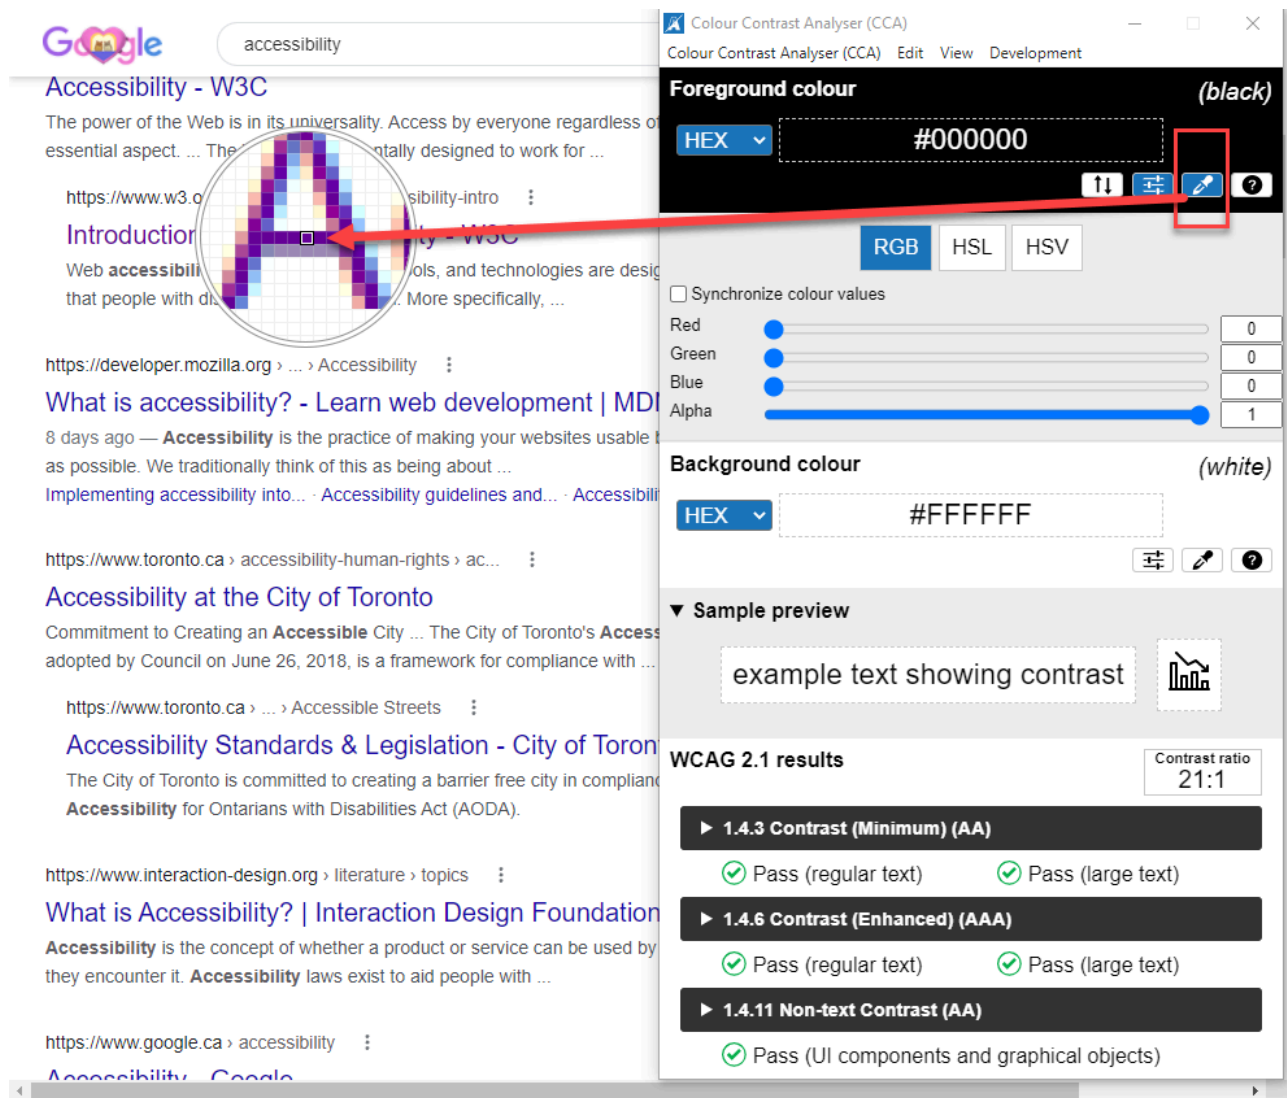 Google
accessibility
Accessibility - W3C
The power of the Web is in its universality. Access by everyone regardless of
essential aspect. ... The
ntally designed to work for ...
https://www.w3.o
sibility-intro
Introduction
ty - W3C
Web accessibili
ols, and technologies are desig
that people with di
. More specifically, ...
https://developer.mozilla.org › ... › Accessibility
What is accessibility? - Learn web development | MDN
8 days ago — Accessibility is the practice of making your websites usable b
as possible. We traditionally think of this as being about ...
Implementing accessibility into... · Accessibility guidelines and... · Accessibili
https://www.toronto.ca › accessibility-human-rights › ac...
Accessibility at the City of Toronto
Commitment to Creating an Accessible City ... The City of Toronto's Access
adopted by Council on June 26, 2018, is a framework for compliance with ...
https://www.toronto.ca › ... › Accessible Streets
Accessibility Standards & Legislation - City of Toron
The City of Toronto is committed to creating a barrier free city in complianc
Accessibility for Ontarians with Disabilities Act (AODA).
https://www.interaction-design.org › literature › topics
What is Accessibility? | Interaction Design Foundation
Accessibility is the concept of whether a product or service can be used by
they encounter it. Accessibility laws exist to aid people with ...
https://www.google.ca › accessibility
Accessibility - Google
Colour Contrast Analyser (CCA)
Colour Contrast Analyser (CCA) Edit View Development
Foreground colour
(black)
HEX
#000000
RGB HSL HSV
Synchronize colour values
Red 0
Green 0
Blue 0
Alpha 1
Background colour
(white)
HEX
#FFFFFF
Sample preview
example text showing contrast
WCAG 2.1 results
Contrast ratio
21:1
1.4.3 Contrast (Minimum) (AA)
Pass (regular text) Pass (large text)
1.4.6 Contrast (Enhanced) (AAA)
Pass (regular text) Pass (large text)
1.4.11 Non-text Contrast (AA)
Pass (UI components and graphical objects)